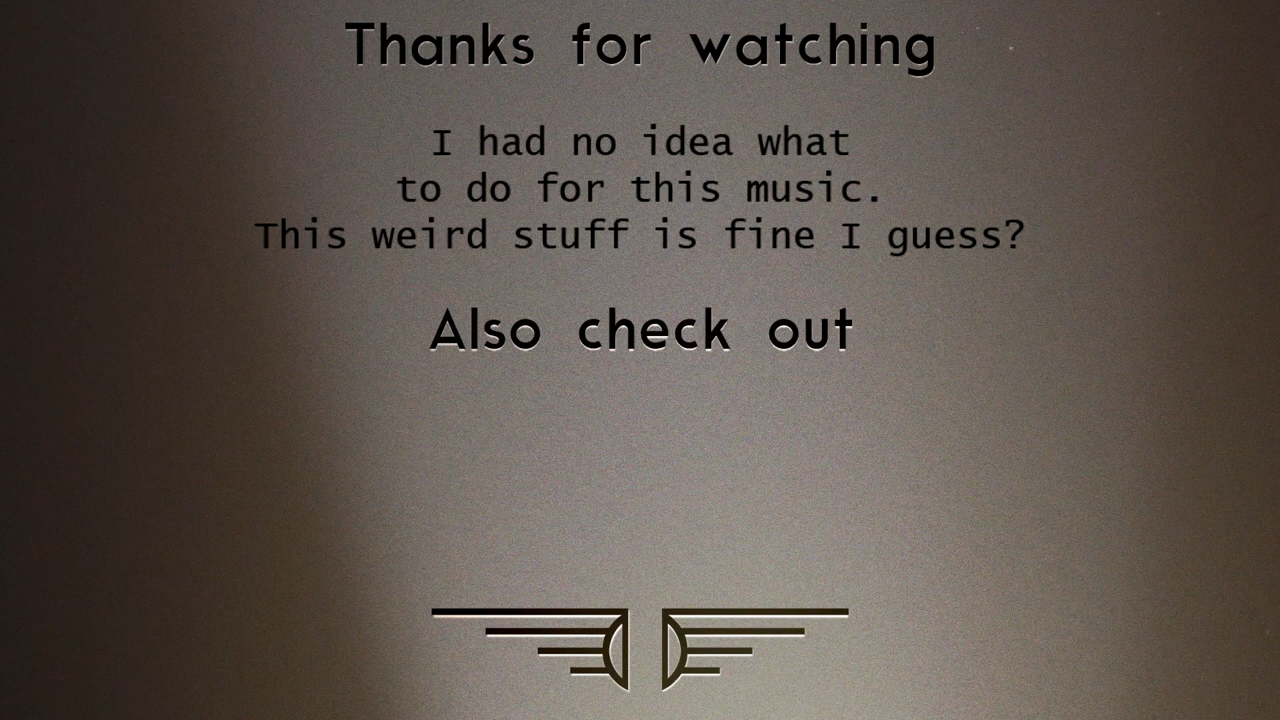 Thanks for watching
I had no idea what
to do for this music.
This weird stuff is fine I guess?
Also check out